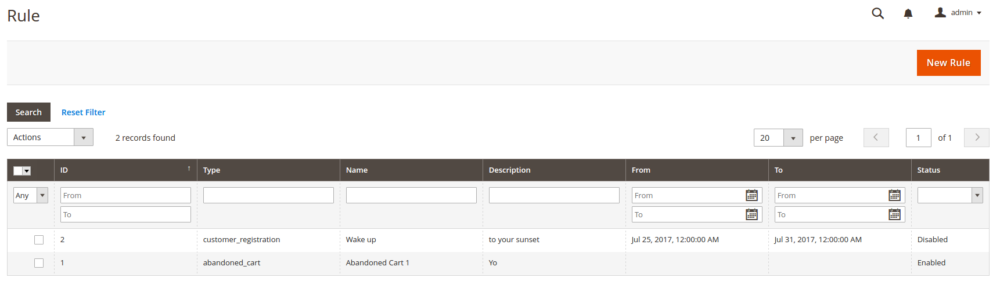 Rule
admin
New Rule
Search Reset Filter
Actions 2 records found 20 per page 1 of 1
ID ↑ Type Name Description From To Status
Any From From From
To To To
2 customer_registration Wake up to your sunset Jul 25, 2017, 12:00:00 AM Jul 31, 2017, 12:00:00 AM Disabled
1 abandoned_cart Abandoned Cart 1 Yo Enabled